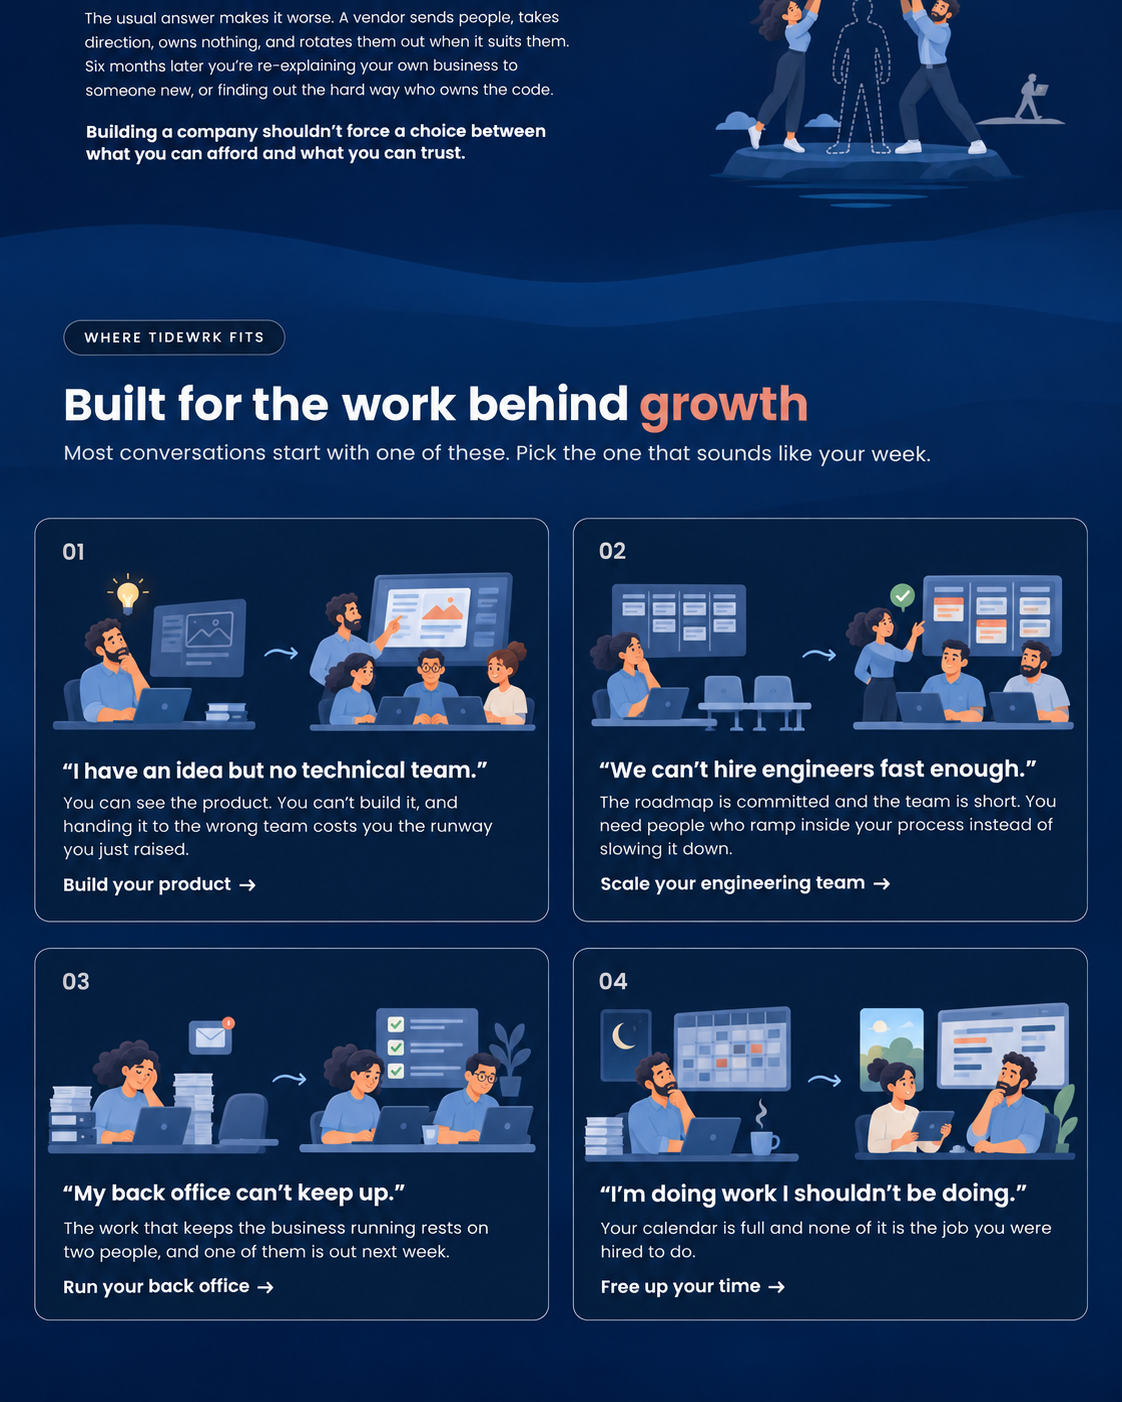 The usual answer makes it worse. A vendor sends people, takes
direction, owns nothing, and rotates them out when it suits them.
Six months later you're re-explaining your own business to
someone new, or finding out the hard way who owns the code.
Building a company shouldn't force a choice between
what you can afford and what you can trust.
WHERE TIDEWRK FITS
Built for the work behind growth
Most conversations start with one of these. Pick the one that sounds like your week.
01
“I have an idea but no technical team.”
You can see the product. You can't build it, and
handing it to the wrong team costs you the runway
you just raised.
Build your product →
02
“We can't hire engineers fast enough.”
The roadmap is committed and the team is short. You
need people who ramp inside your process instead of
slowing it down.
Scale your engineering team →
03
“My back office can't keep up.”
The work that keeps the business running rests on
two people, and one of them is out next week.
Run your back office →
04
“I'm doing work I shouldn't be doing.”
Your calendar is full and none of it is the job you were
hired to do.
Free up your time →